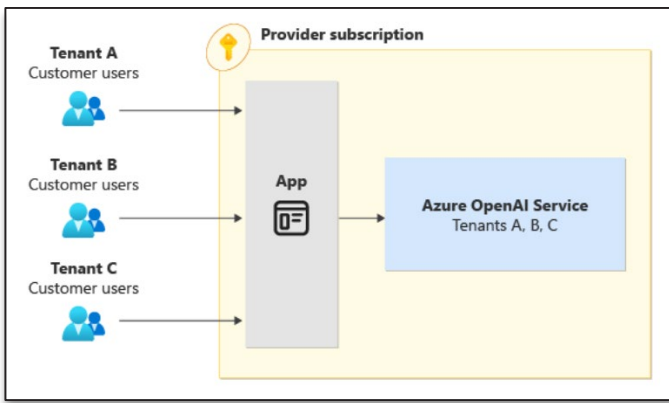 Provider subscription
Tenant A
Customer users
Tenant B
Customer users
Tenant C
Customer users
App
Azure OpenAI Service
Tenants A, B, C